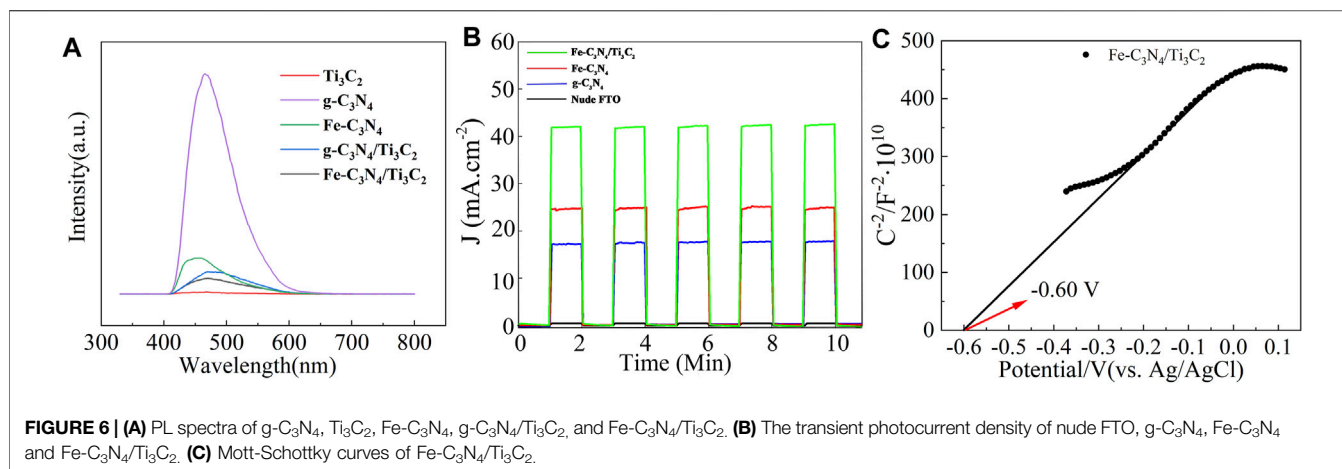 A
Ti₃C₂
g-C₃N₄
Fe-C₃N₄
g-C₃N₄/Ti₃C₂
Fe-C₃N₄/Ti₃C₂
Intensity(a.u.)
300 400 500 600 700 800
Wavelength(nm)
B
60
50
40
30
20
10
0
Fe-C₃N₄/Ti₃C₂
Fe-C₃N₄
g-C₃N₄
Nude FTO
J (mA.cm⁻²)
0 2 4 6 8 10
Time (Min)
C
500
400
300
200
100
0
Fe-C₃N₄/Ti₃C₂
C⁻²/F⁻²·10¹⁰
-0.60 V
-0.6 -0.5 -0.4 -0.3 -0.2 -0.1 0.0 0.1
Potential/V(vs. Ag/AgCl)
FIGURE 6 | (A) PL spectra of g-C₃N₄, Ti₃C₂, Fe-C₃N₄, g-C₃N₄/Ti₃C₂, and Fe-C₃N₄/Ti₃C₂. (B) The transient photocurrent density of nude FTO, g-C₃N₄, Fe-C₃N₄
and Fe-C₃N₄/Ti₃C₂. (C) Mott-Schottky curves of Fe-C₃N₄/Ti₃C₂.